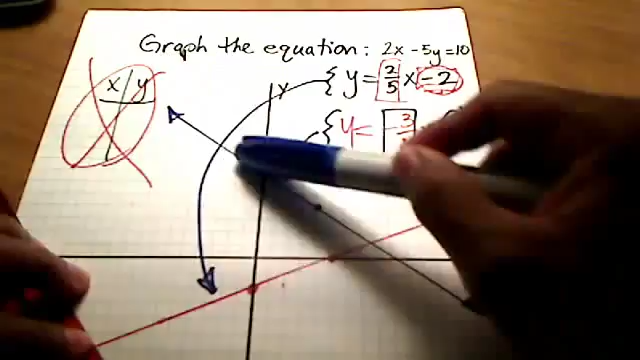 Graph the equation: 2x - 5y = 10
x y
{ y = 2/5 x - 2
y
{ y = - 3